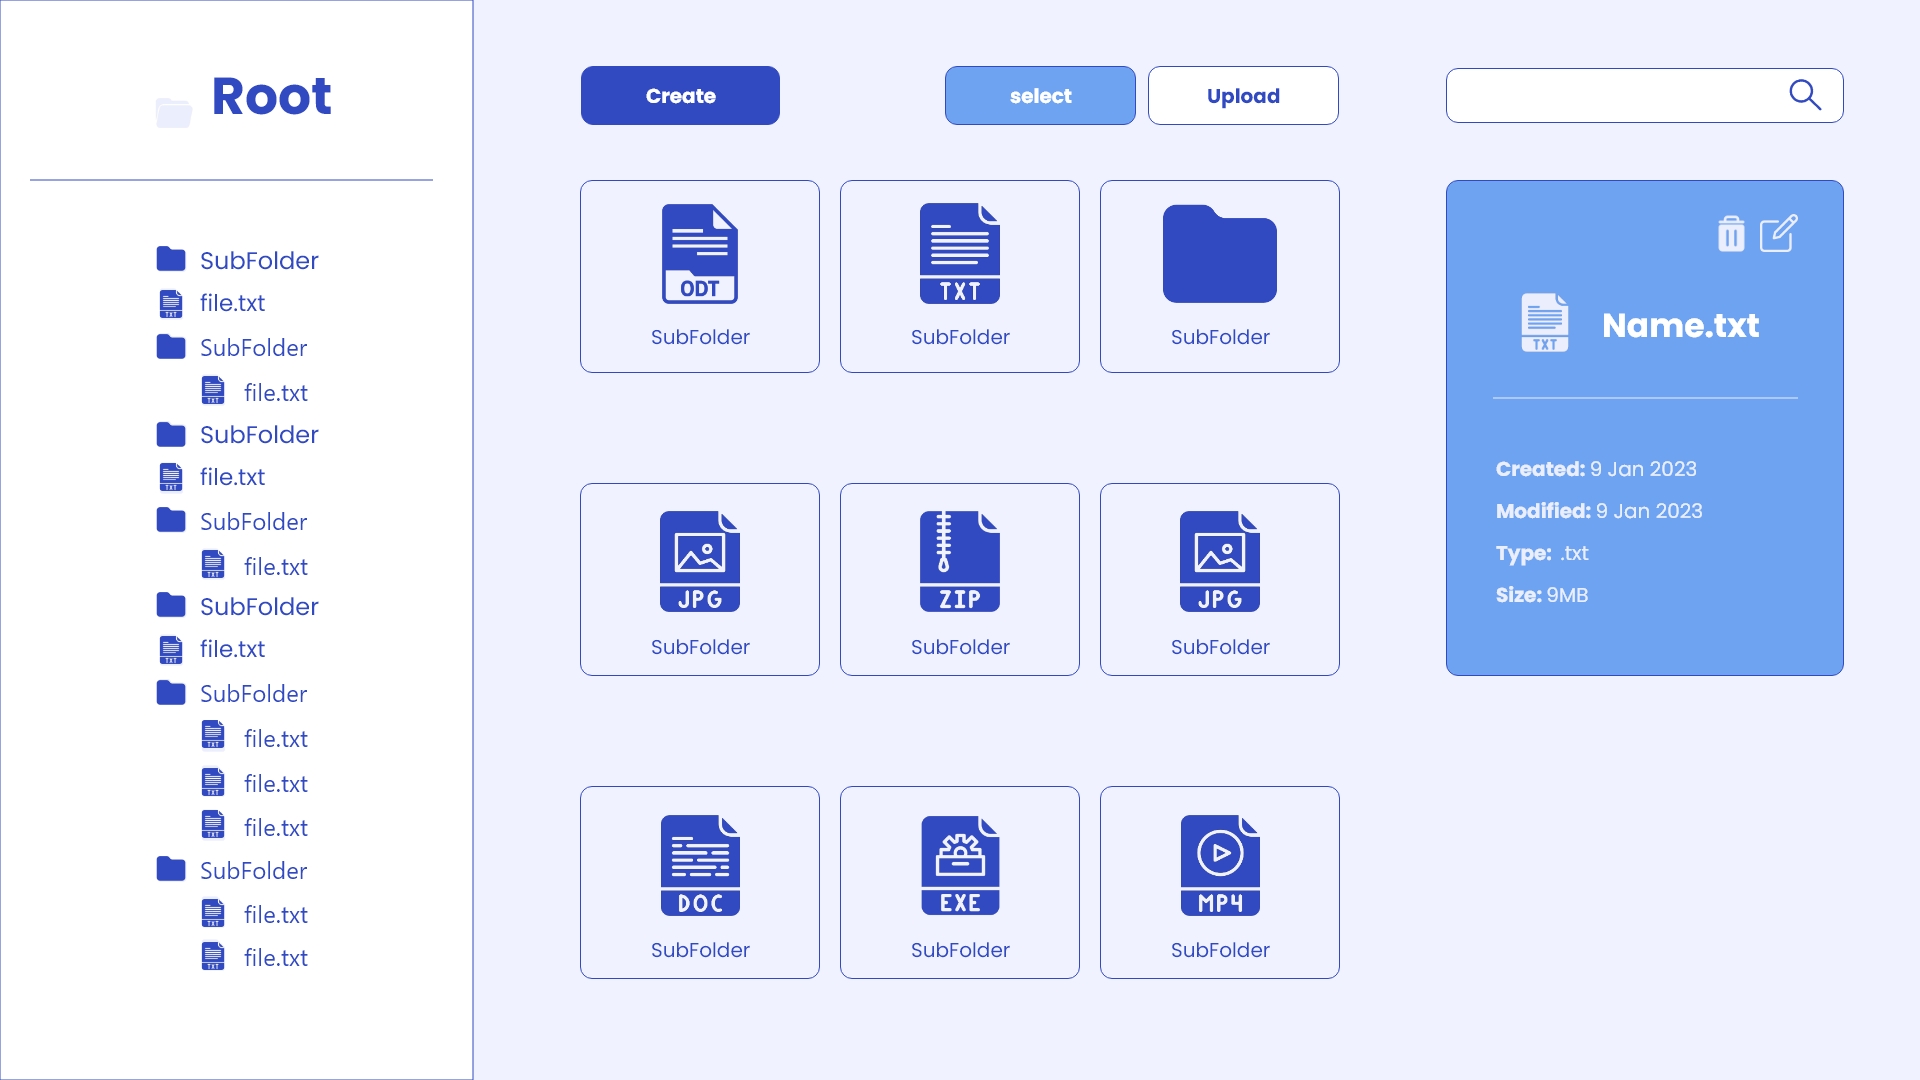 Root
SubFolder
file.txt
SubFolder
file.txt
SubFolder
file.txt
SubFolder
file.txt
SubFolder
file.txt
SubFolder
file.txt
file.txt
file.txt
SubFolder
file.txt
file.txt
Create
select
Upload
ODT
SubFolder
TXT
SubFolder
SubFolder
JPG
SubFolder
ZIP
SubFolder
JPG
SubFolder
DOC
SubFolder
EXE
SubFolder
MP4
SubFolder
TXT
Name.txt
Created: 9 Jan 2023
Modified: 9 Jan 2023
Type: .txt
Size: 9MB